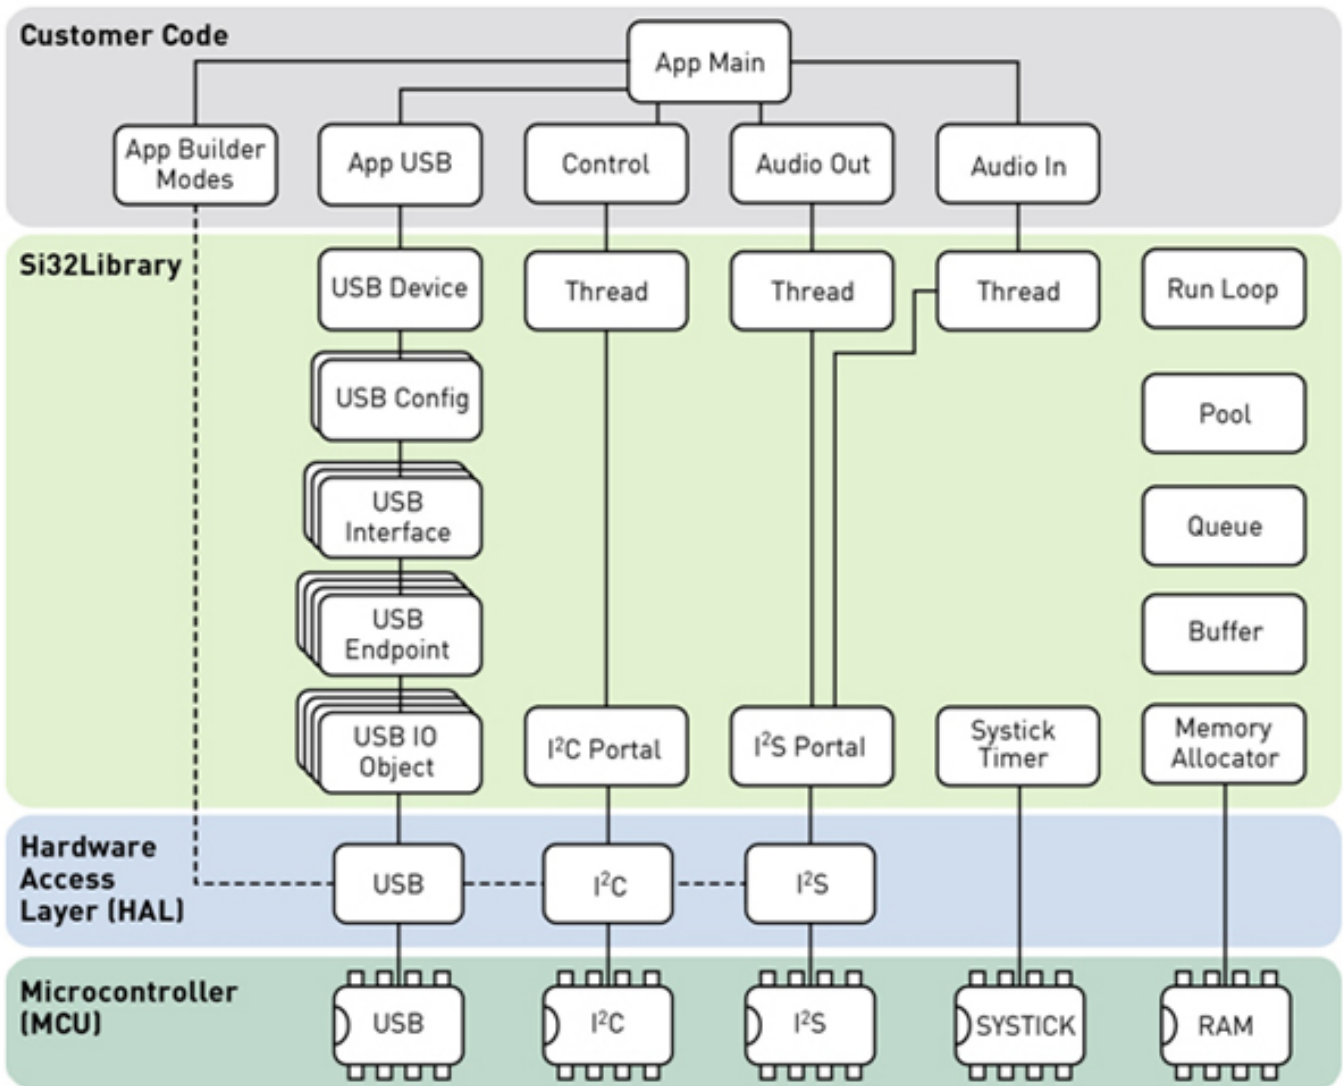 Customer Code
App Main
App Builder
Modes
App USB
Control
Audio Out
Audio In
Si32Library
USB Device
Thread
Thread
Thread
Run Loop
USB Config
Pool
USB
Interface
Queue
USB
Endpoint
Buffer
USB IO
Object
I²C Portal
I²S Portal
Systick
Timer
Memory
Allocator
Hardware
Access
Layer (HAL)
USB
I²C
I²S
Microcontroller
(MCU)
USB
I²C
I²S
SYSTICK
RAM